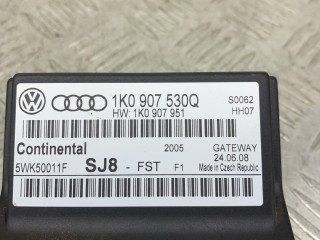 1K0 907 530Q S0062
HW: 1K0 907 951 HH07
Continental 2005 GATEWAY
24.06.08
5WK50011F SJ8 - FST F1 Made in Czech Republic